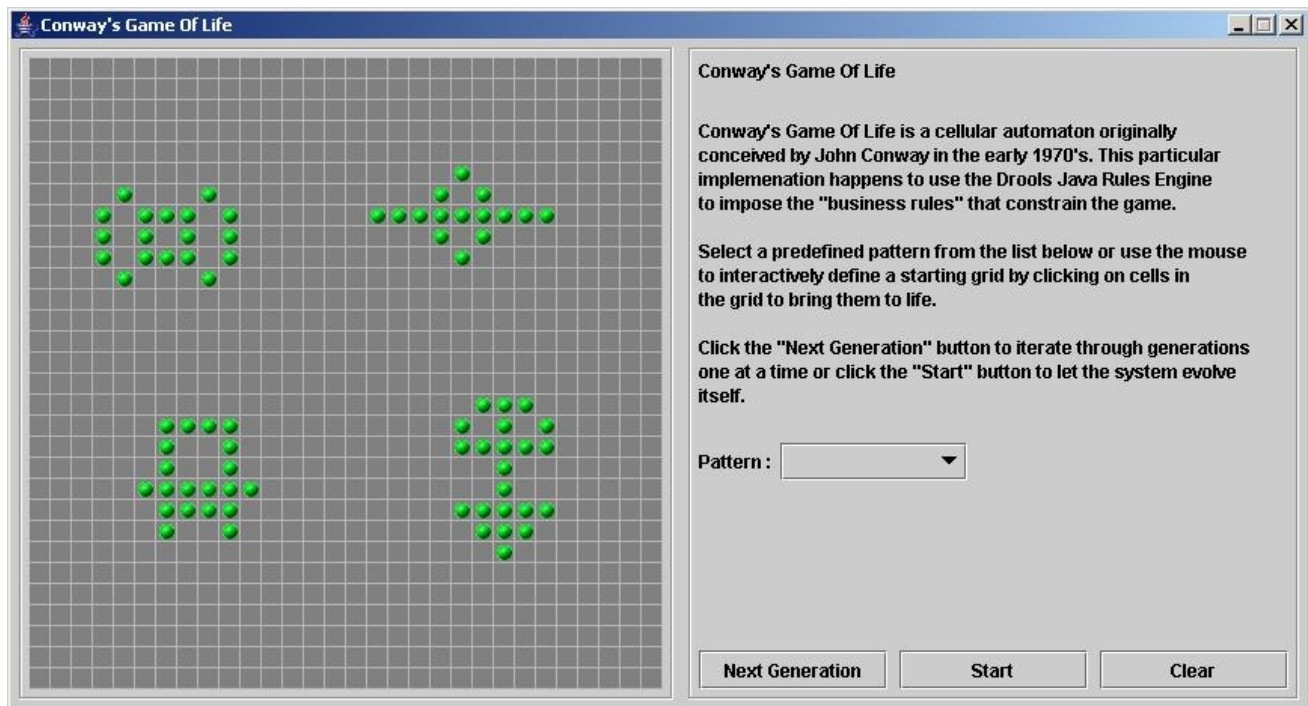 Conway's Game Of Life
Conway's Game Of Life
Conway's Game Of Life is a cellular automaton originally
conceived by John Conway in the early 1970's. This particular
implemenation happens to use the Drools Java Rules Engine
to impose the "business rules" that constrain the game.
Select a predefined pattern from the list below or use the mouse
to interactively define a starting grid by clicking on cells in
the grid to bring them to life.
Click the "Next Generation" button to iterate through generations
one at a time or click the "Start" button to let the system evolve
itself.
Pattern :
Next Generation Start Clear